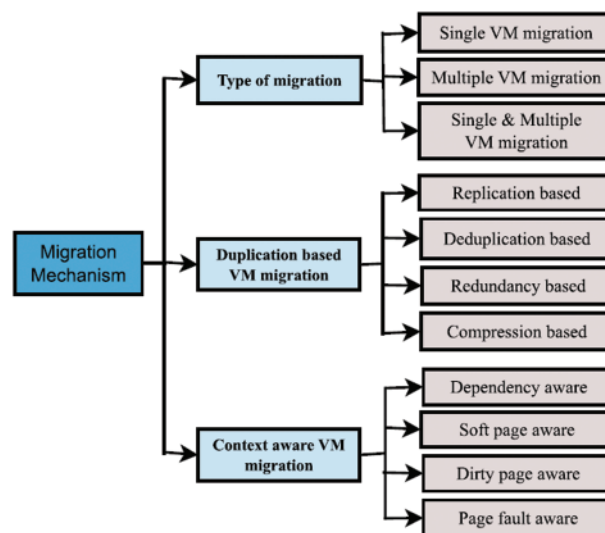 Single VM migration
Type of migration
Multiple VM migration
Single & Multiple
VM migration
Replication based
Migration
Mechanism
Duplication based
VM migration
Deduplication based
Redundancy based
Compression based
Dependency aware
Context aware VM
migration
Soft page aware
Dirty page aware
Page fault aware